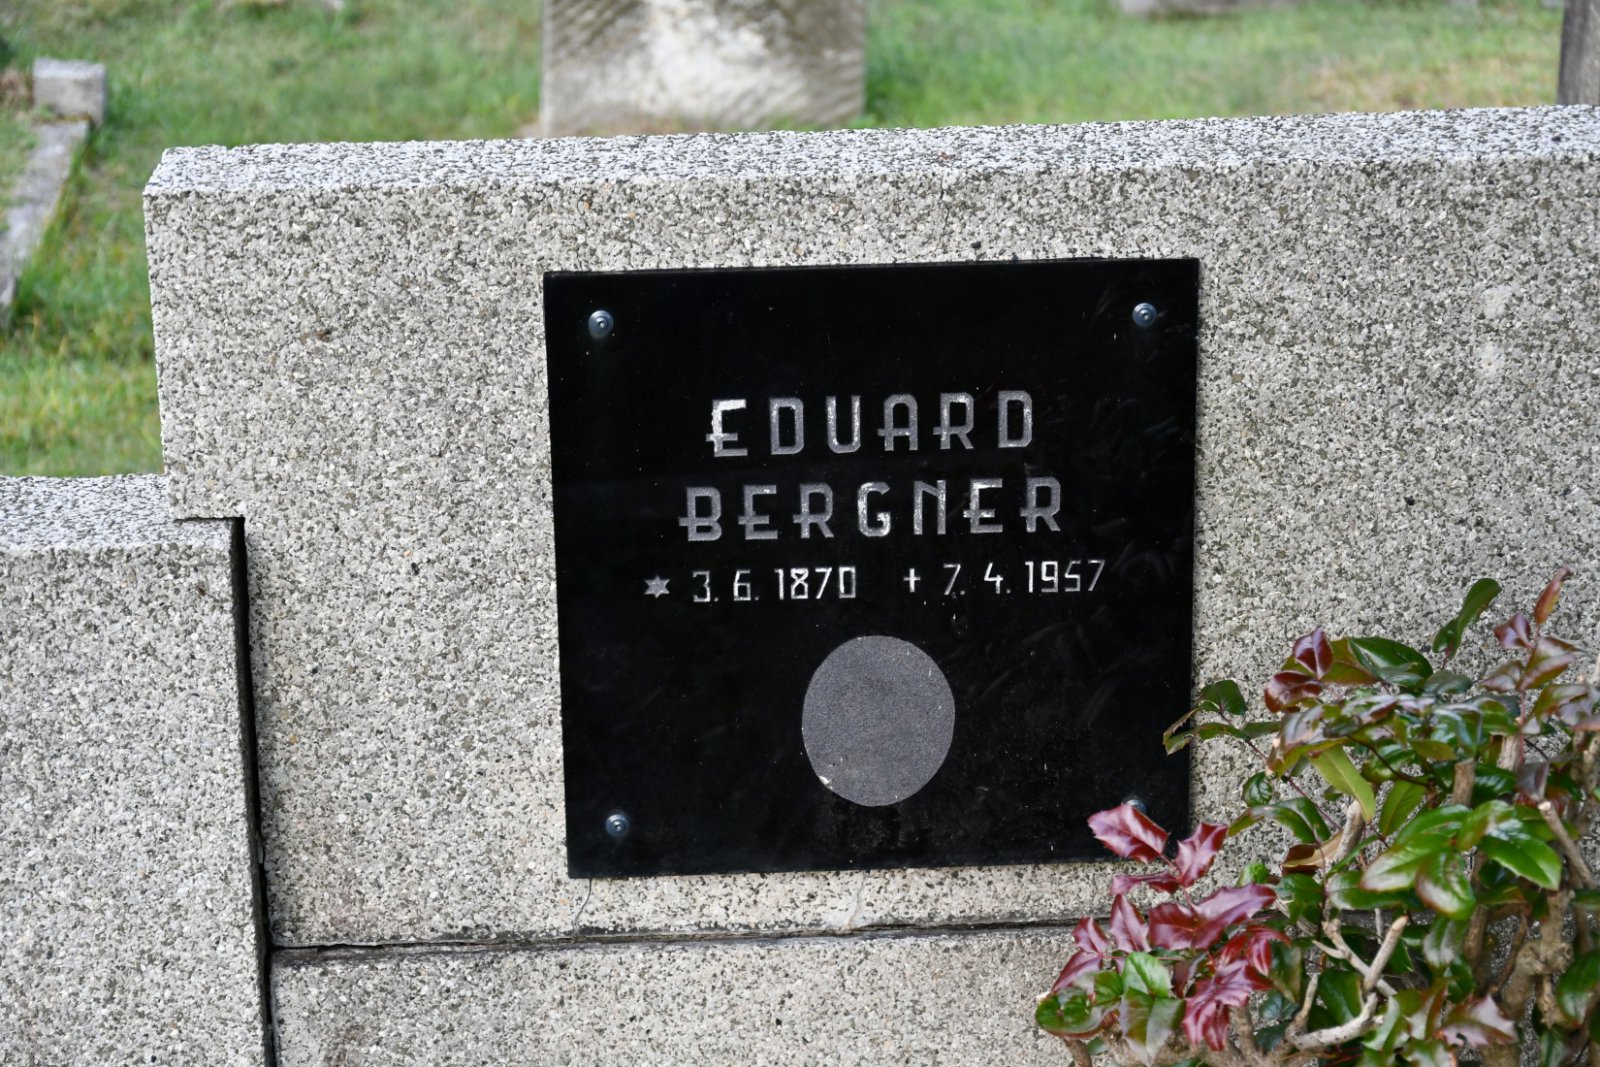 EDUARD
BERGNER
* 3. 6. 1870 + 7. 4. 1957